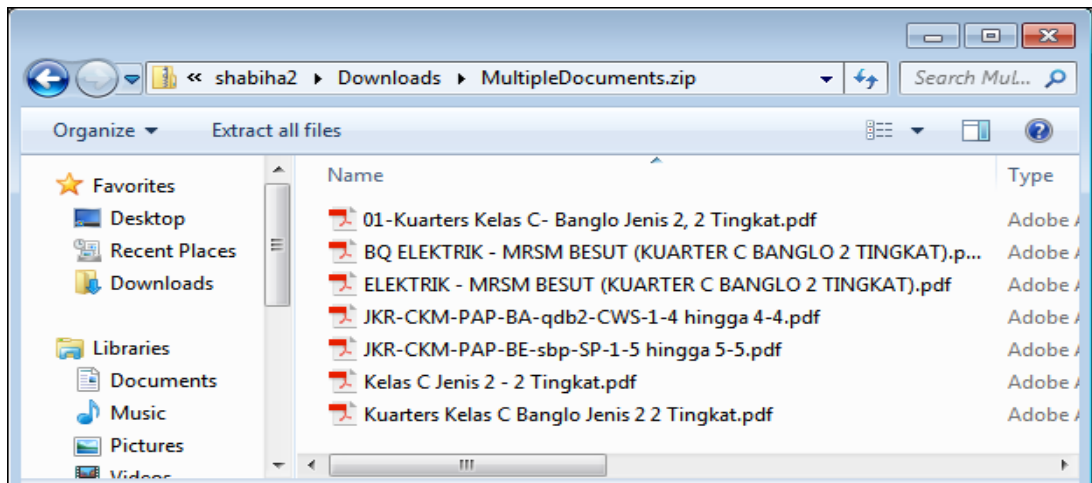 « shabiha2 ▸ Downloads ▸ MultipleDocuments.zip
Search Mul...
Organize
Extract all files
Favorites
Desktop
Recent Places
Downloads
Libraries
Documents
Music
Pictures
Videos
Name
Type
01-Kuarters Kelas C- Banglo Jenis 2, 2 Tingkat.pdf
Adobe A
BQ ELEKTRIK - MRSM BESUT (KUARTER C BANGLO 2 TINGKAT).p...
Adobe A
ELEKTRIK - MRSM BESUT (KUARTER C BANGLO 2 TINGKAT).pdf
Adobe A
JKR-CKM-PAP-BA-qdb2-CWS-1-4 hingga 4-4.pdf
Adobe A
JKR-CKM-PAP-BE-sbp-SP-1-5 hingga 5-5.pdf
Adobe A
Kelas C Jenis 2 - 2 Tingkat.pdf
Adobe A
Kuarters Kelas C Banglo Jenis 2 2 Tingkat.pdf
Adobe A